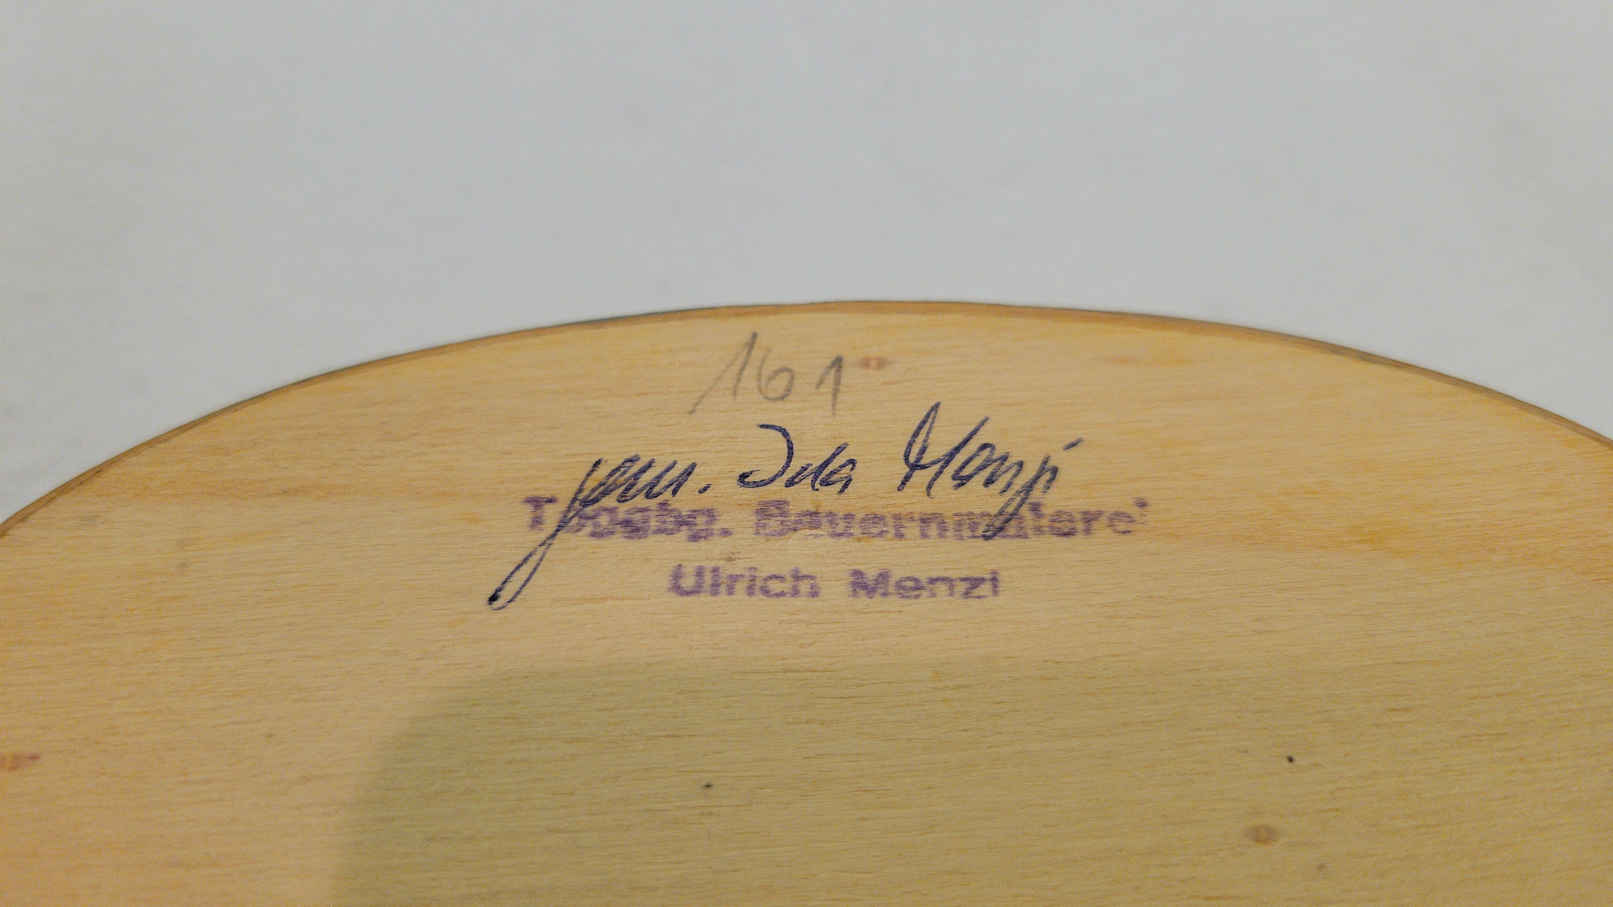 161
gem. Ida Menzi
Toggbg. Bauernmalerei
Ulrich Menzi